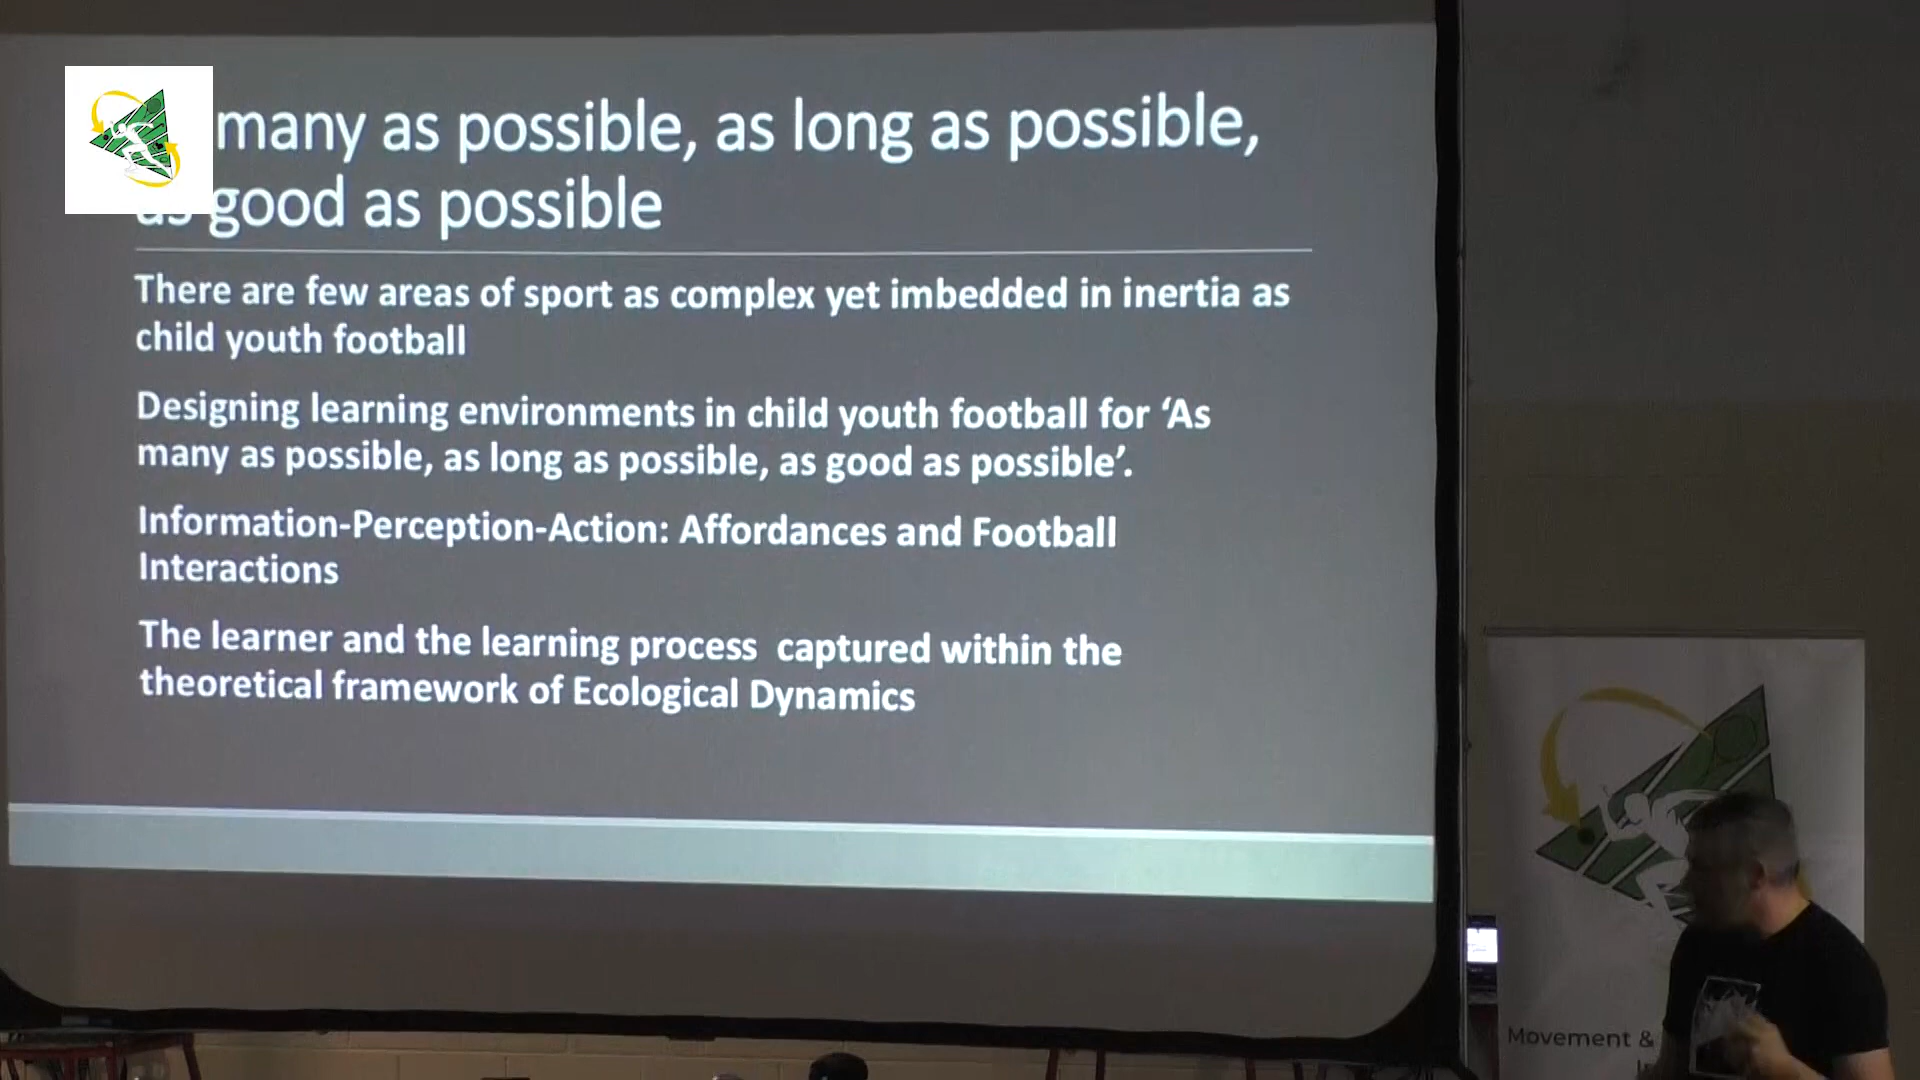 many as possible, as long as possible,
as good as possible
There are few areas of sport as complex yet imbedded in inertia as
child youth football
Designing learning environments in child youth football for ‘As
many as possible, as long as possible, as good as possible’.
Information-Perception-Action: Affordances and Football
Interactions
The learner and the learning process captured within the
theoretical framework of Ecological Dynamics
Movement &